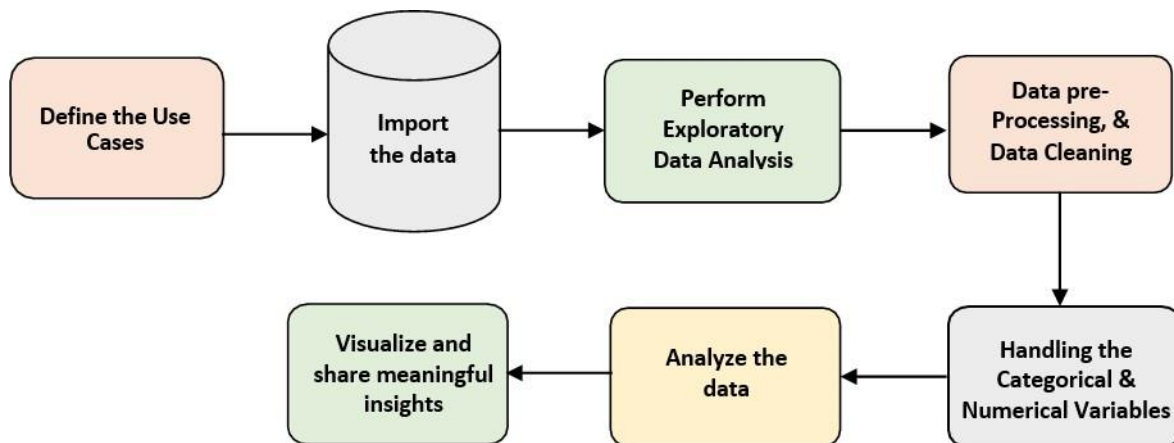 Define the Use
Cases
Import
the data
Perform
Exploratory
Data Analysis
Data pre-
Processing, &
Data Cleaning
Handling the
Categorical &
Numerical Variables
Analyze the
data
Visualize and
share meaningful
insights